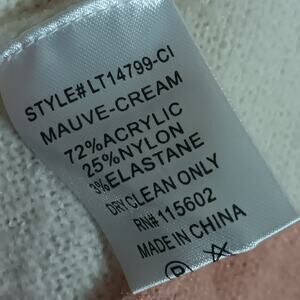 STYLE# LT14799-CI
MAUVE-CREAM
72%ACRYLIC
25%NYLON
3%ELASTANE
DRY CLEAN ONLY
RN# 115602
MADE IN CHINA
P